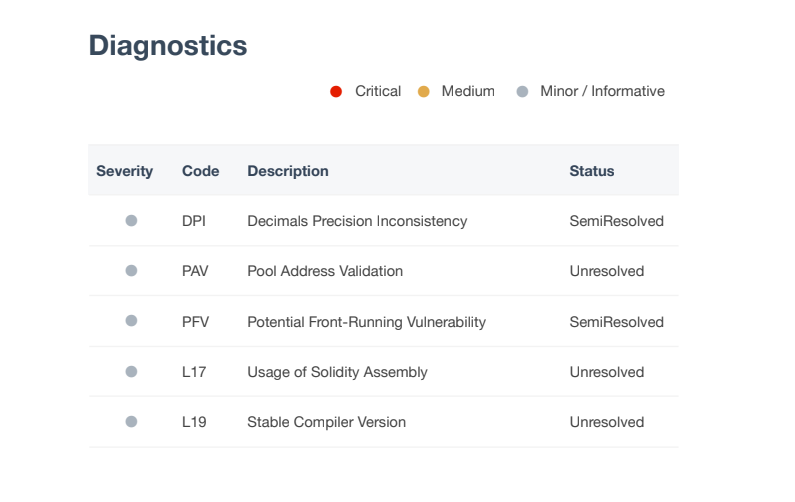 Diagnostics
Critical Medium Minor / Informative
Severity Code Description Status
DPI Decimals Precision Inconsistency SemiResolved
PAV Pool Address Validation Unresolved
PFV Potential Front-Running Vulnerability SemiResolved
L17 Usage of Solidity Assembly Unresolved
L19 Stable Compiler Version Unresolved